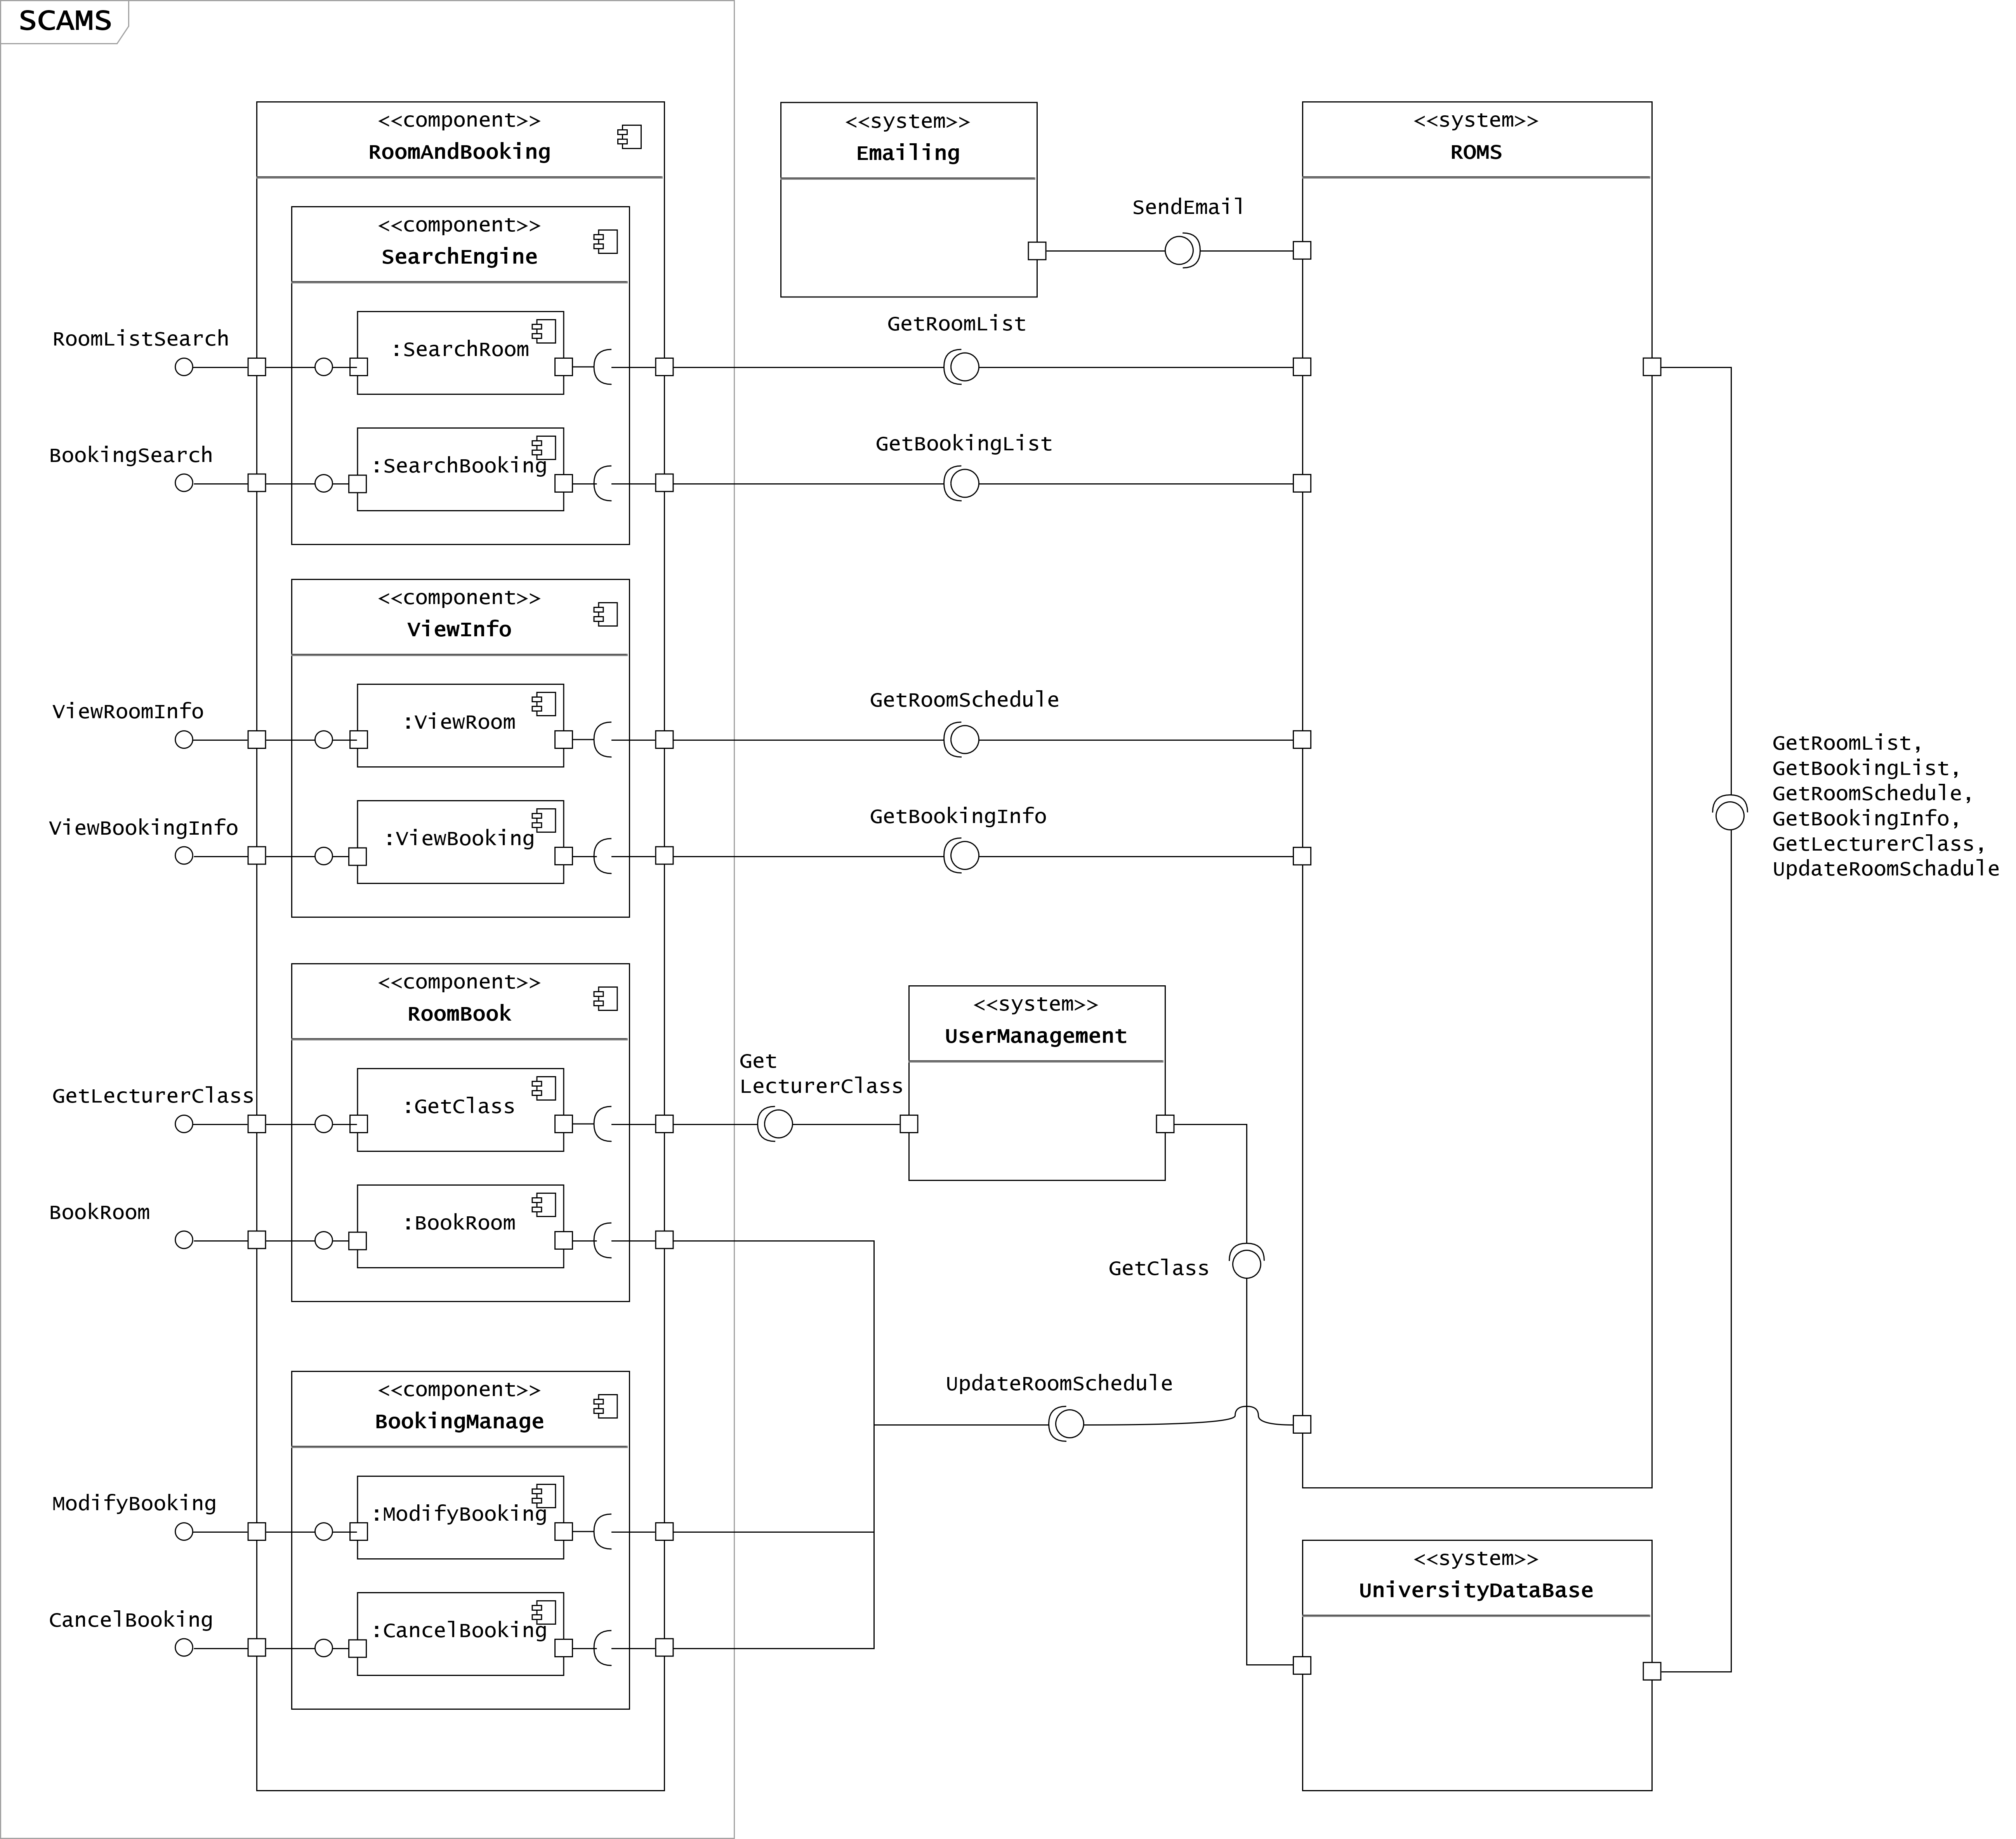 SCAMS
<<component>>
RoomAndBooking
<<component>>
SearchEngine
RoomListSearch
:SearchRoom
BookingSearch
:SearchBooking
<<component>>
ViewInfo
ViewRoomInfo
:ViewRoom
ViewBookingInfo
:ViewBooking
<<component>>
RoomBook
GetLecturerClass
:GetClass
BookRoom
:BookRoom
<<component>>
BookingManage
ModifyBooking
:ModifyBooking
CancelBooking
:CancelBooking
<<system>>
Emailing
SendEmail
GetRoomList
GetBookingList
GetRoomSchedule
GetBookingInfo
Get
LecturerClass
<<system>>
UserManagement
GetClass
UpdateRoomSchedule
<<system>>
ROMS
<<system>>
UniversityDataBase
GetRoomList,
GetBookingList,
GetRoomSchedule,
GetBookingInfo,
GetLecturerClass,
UpdateRoomSchadule